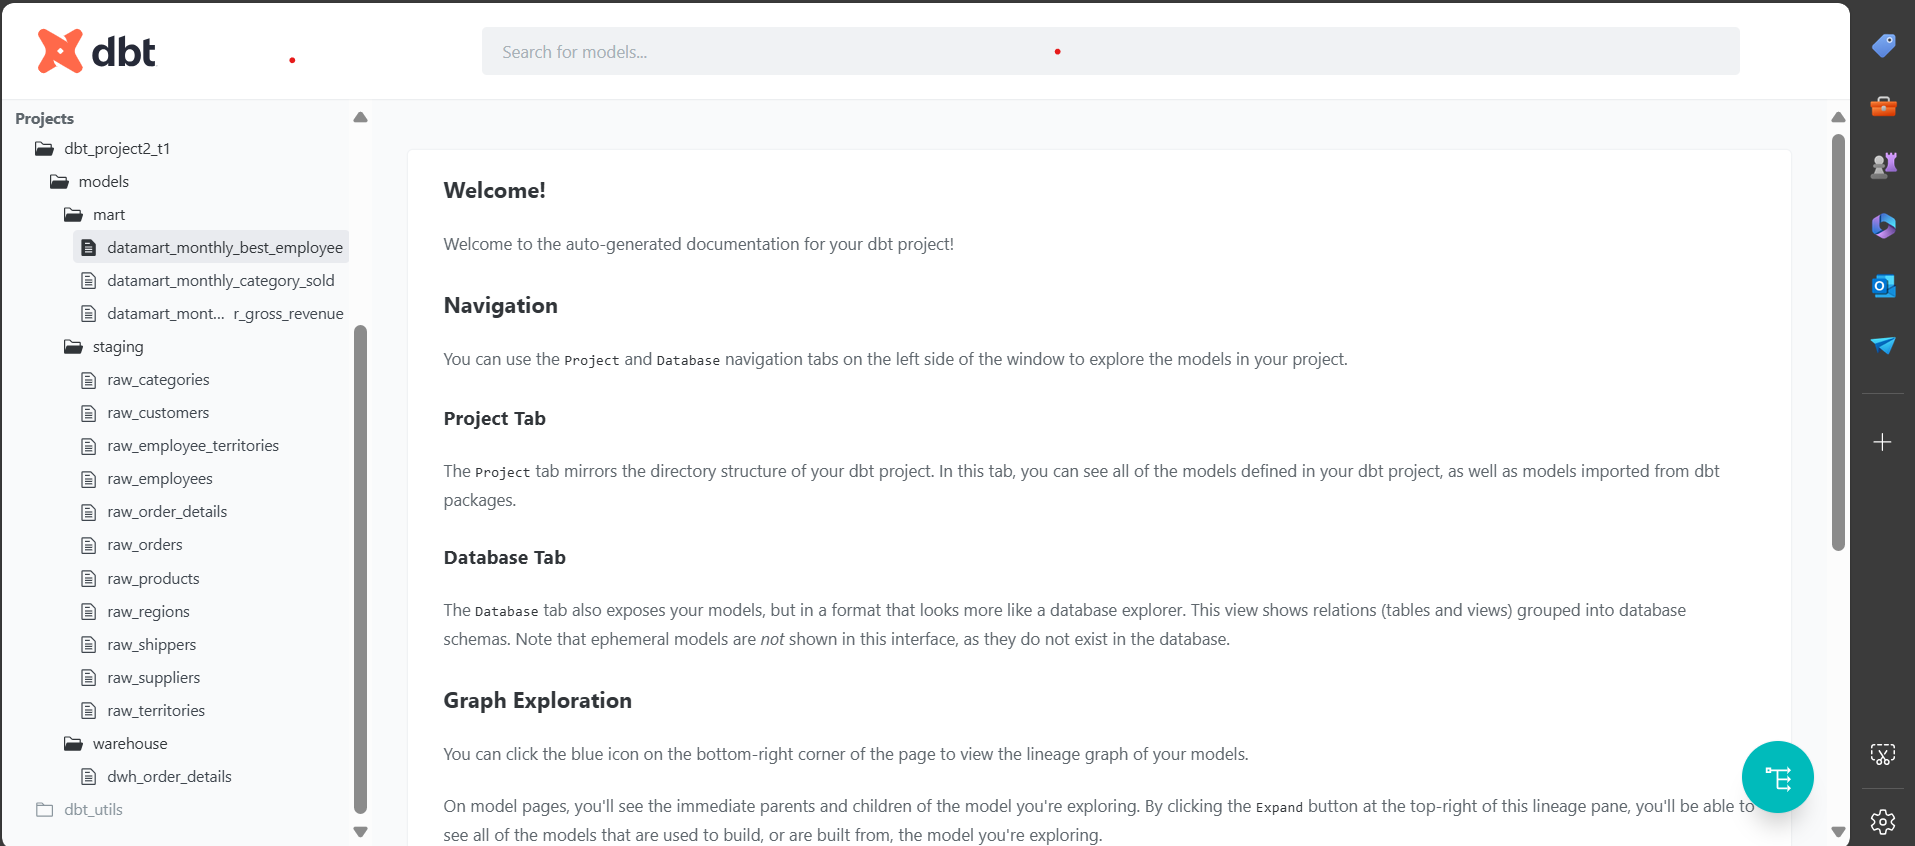 dbt
Search for models...
Projects
dbt_project2_t1
models
mart
datamart_monthly_best_employee
datamart_monthly_category_sold
datamart_mont... r_gross_revenue
staging
raw_categories
raw_customers
raw_employee_territories
raw_employees
raw_order_details
raw_orders
raw_products
raw_regions
raw_shippers
raw_suppliers
raw_territories
warehouse
dwh_order_details
dbt_utils
Welcome!
Welcome to the auto-generated documentation for your dbt project!
Navigation
You can use the Project and Database navigation tabs on the left side of the window to explore the models in your project.
Project Tab
The Project tab mirrors the directory structure of your dbt project. In this tab, you can see all of the models defined in your dbt project, as well as models imported from dbt
packages.
Database Tab
The Database tab also exposes your models, but in a format that looks more like a database explorer. This view shows relations (tables and views) grouped into database
schemas. Note that ephemeral models are not shown in this interface, as they do not exist in the database.
Graph Exploration
You can click the blue icon on the bottom-right corner of the page to view the lineage graph of your models.
On model pages, you'll see the immediate parents and children of the model you're exploring. By clicking the Expand button at the top-right of this lineage pane, you'll be able to
see all of the models that are used to build, or are built from, the model you're exploring.